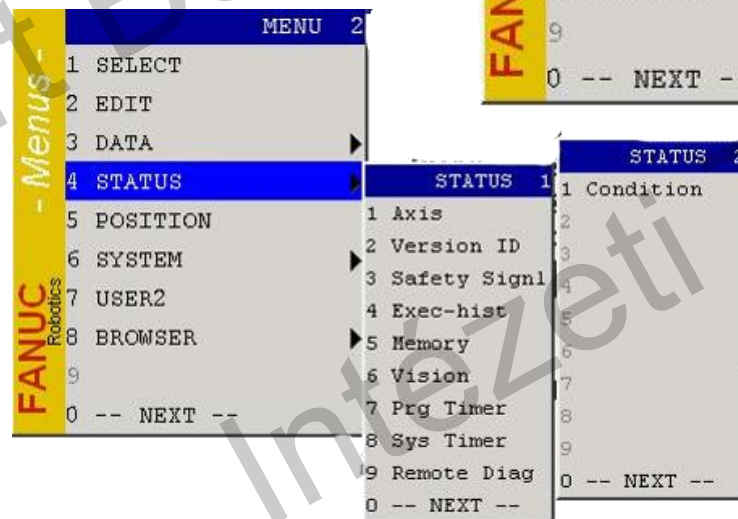 FANUC
9
0 -- NEXT -
MENU 2
- Menus -
FANUC
Robotics
1 SELECT
2 EDIT
3 DATA
4 STATUS
5 POSITION
6 SYSTEM
7 USER2
8 BROWSER
9
0 -- NEXT --
STATUS 1
1 Axis
2 Version ID
3 Safety Signl
4 Exec-hist
5 Memory
6 Vision
7 Prg Timer
8 Sys Timer
9 Remote Diag
0 -- NEXT --
STATUS 2
1 Condition
2
3
4
5
6
7
8
9
0 -- NEXT --
Intézeti